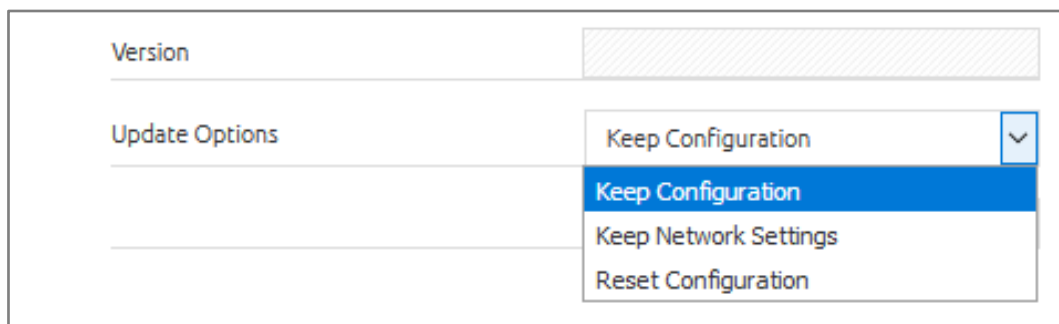 Version
Update Options
Keep Configuration
Keep Configuration
Keep Network Settings
Reset Configuration